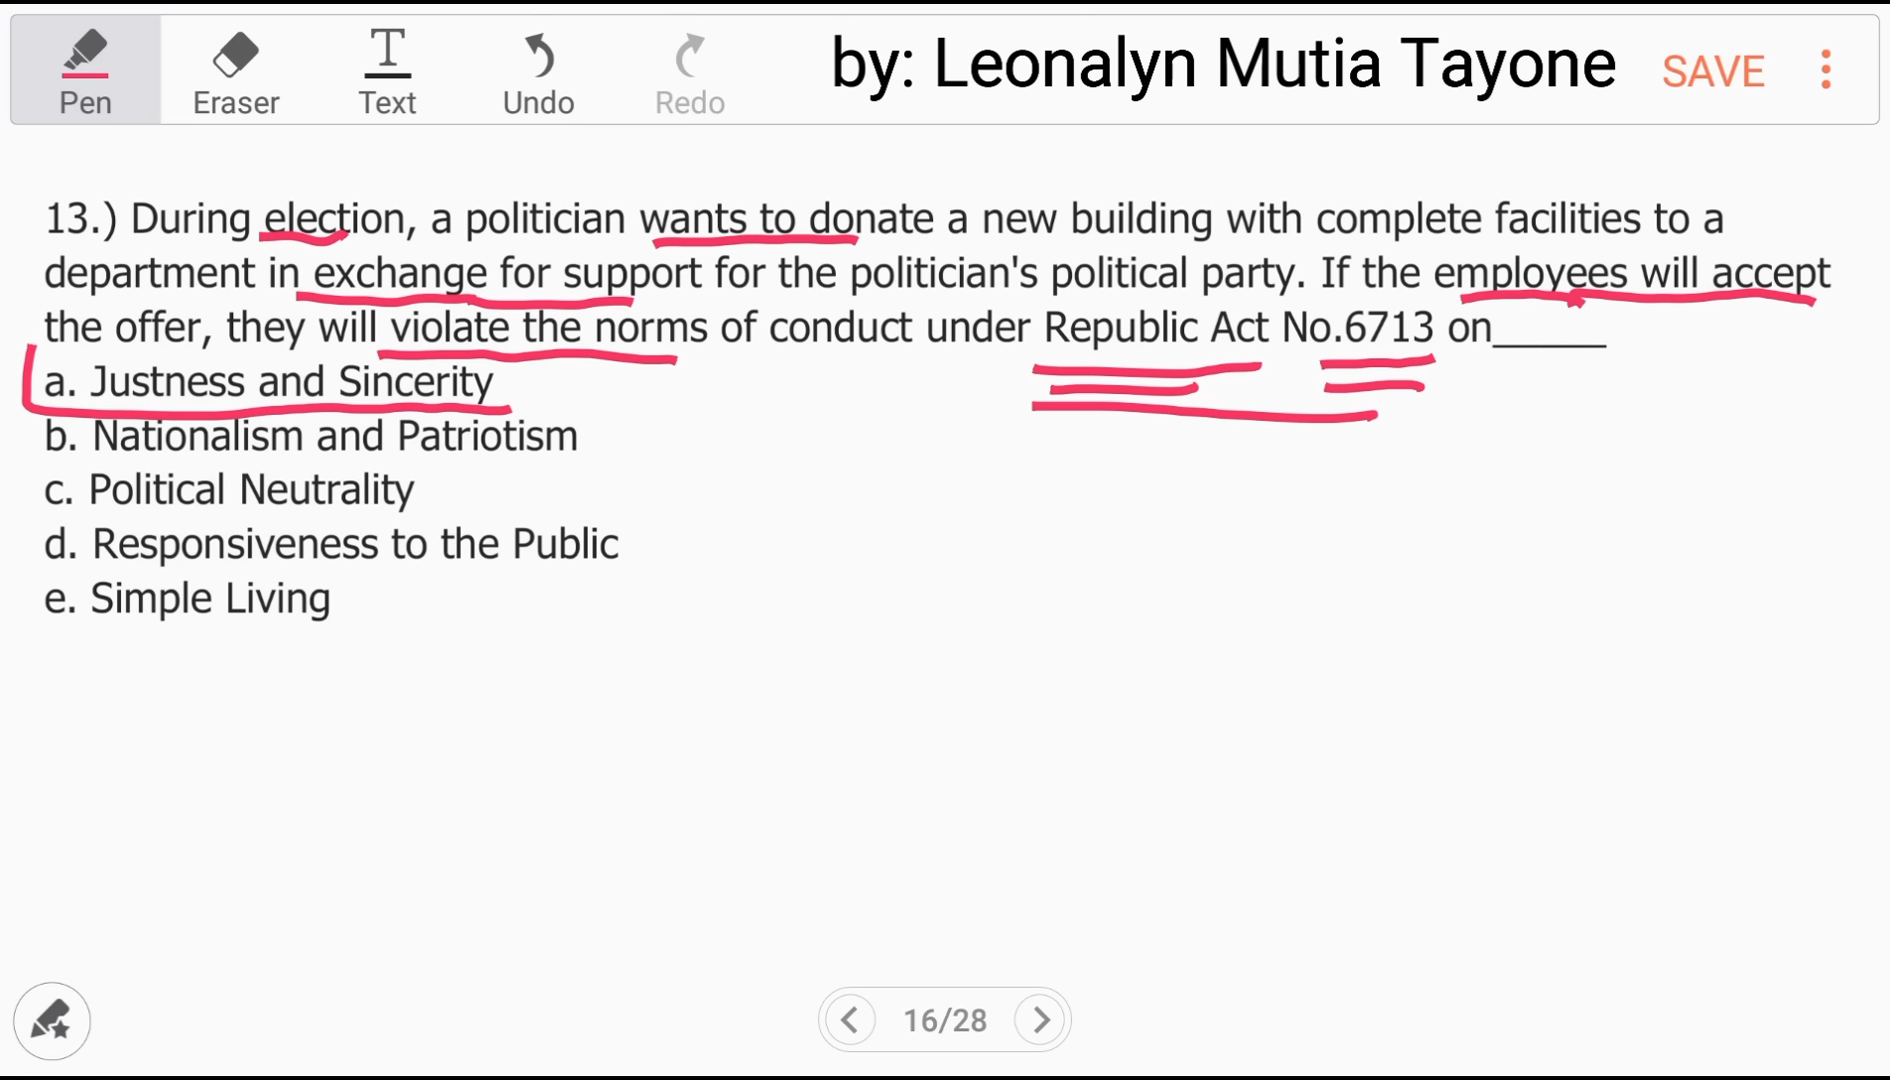 Pen
Eraser
Text
Undo
Redo
by: Leonalyn Mutia Tayone
SAVE
13.) During election, a politician wants to donate a new building with complete facilities to a
department in exchange for support for the politician's political party. If the employees will accept
the offer, they will violate the norms of conduct under Republic Act No.6713 on______
a. Justness and Sincerity
b. Nationalism and Patriotism
c. Political Neutrality
d. Responsiveness to the Public
e. Simple Living
16/28